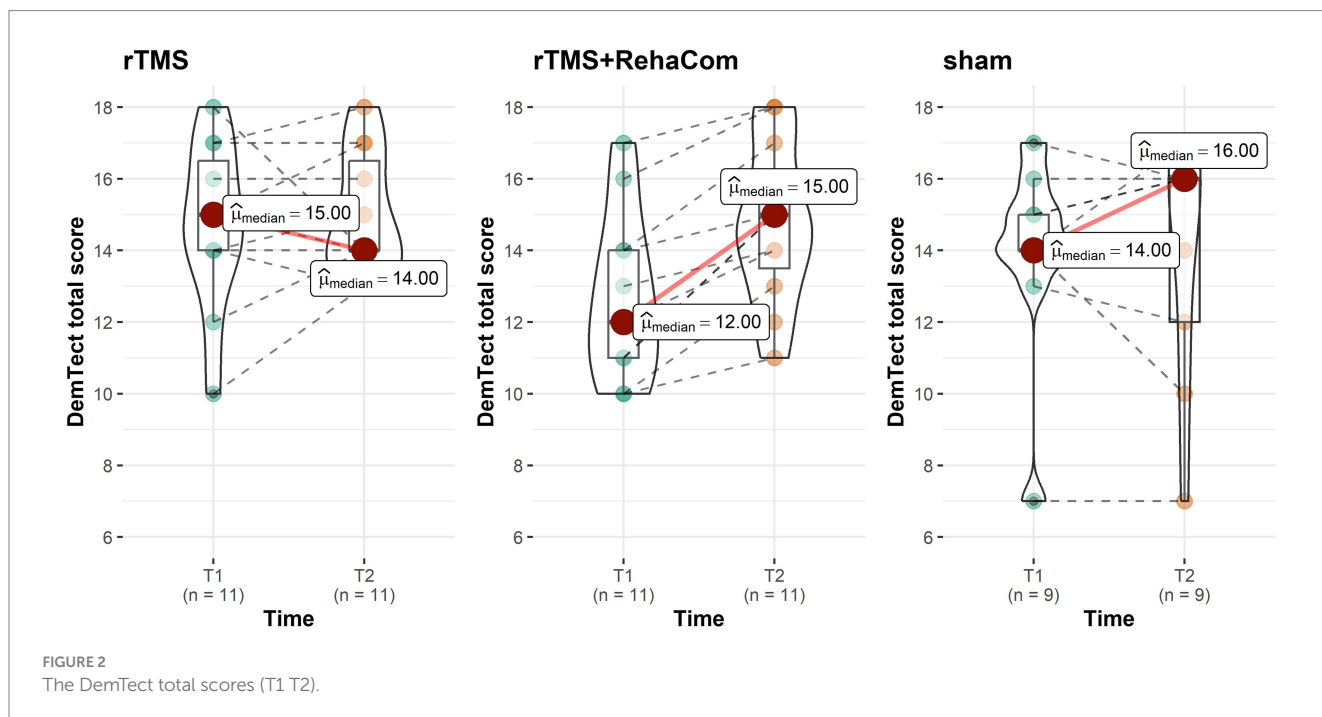 rTMS
DemTect total score
18
16
14
12
10
8
6
μ̂median = 15.00
μ̂median = 14.00
T1
(n = 11)
T2
(n = 11)
Time
rTMS+RehaCom
DemTect total score
18
16
14
12
10
8
6
μ̂median = 15.00
μ̂median = 12.00
T1
(n = 11)
T2
(n = 11)
Time
sham
DemTect total score
18
16
14
12
10
8
6
μ̂median = 16.00
μ̂median = 14.00
T1
(n = 9)
T2
(n = 9)
Time
FIGURE 2
The DemTect total scores (T1 T2).